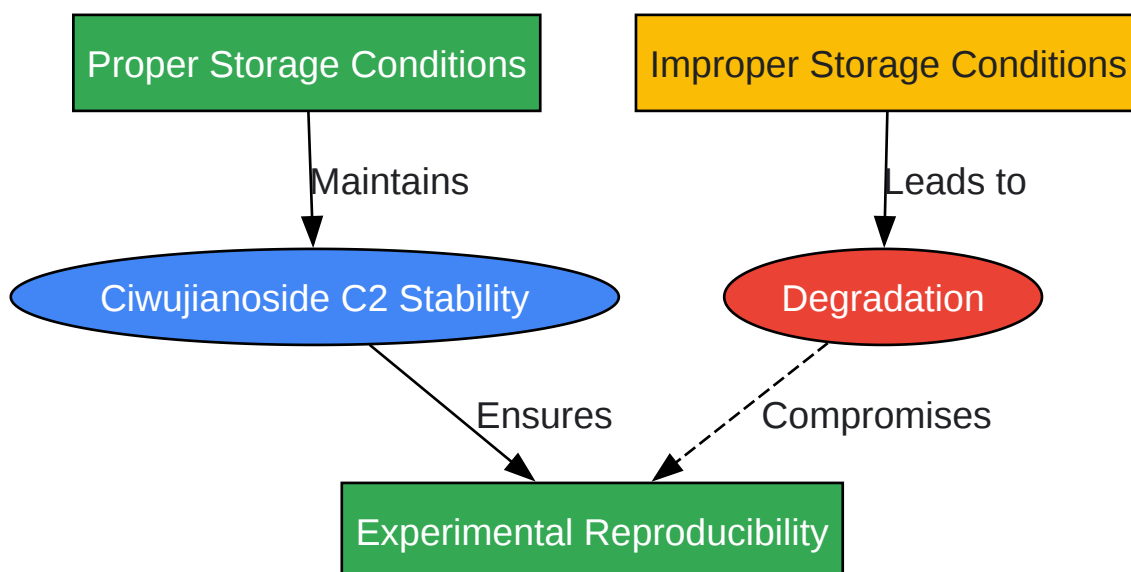 Proper Storage Conditions
Improper Storage Conditions
Maintains
Leads to
Ciwujianoside C2 Stability
Degradation
Ensures
Compromises
Experimental Reproducibility